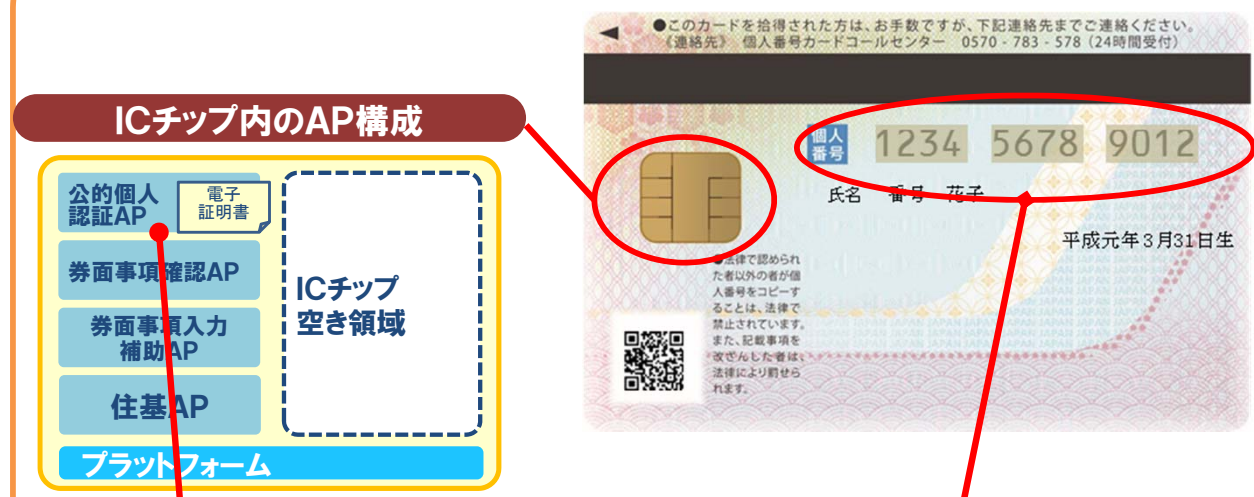 ●このカードを拾得された方は、お手数ですが、下記連絡先までご連絡ください。
《連絡先》 個人番号カードコールセンター 0570-783-578（24時間受付）
ICチップ内のAP構成
公的個人
認証AP
電子
証明書
券面事項確認AP
券面事項入力
補助AP
住基AP
プラットフォーム
ICチップ
空き領域
個人
番号
1234 5678 9012
氏名 番号 花子
平成元年3月31日生
●法律で認められ
た者以外の者が個
人番号をコピーす
ることは、法律で
禁止されています。
また、記載事項を
改ざんした者は、
法律により罰せら
れます。